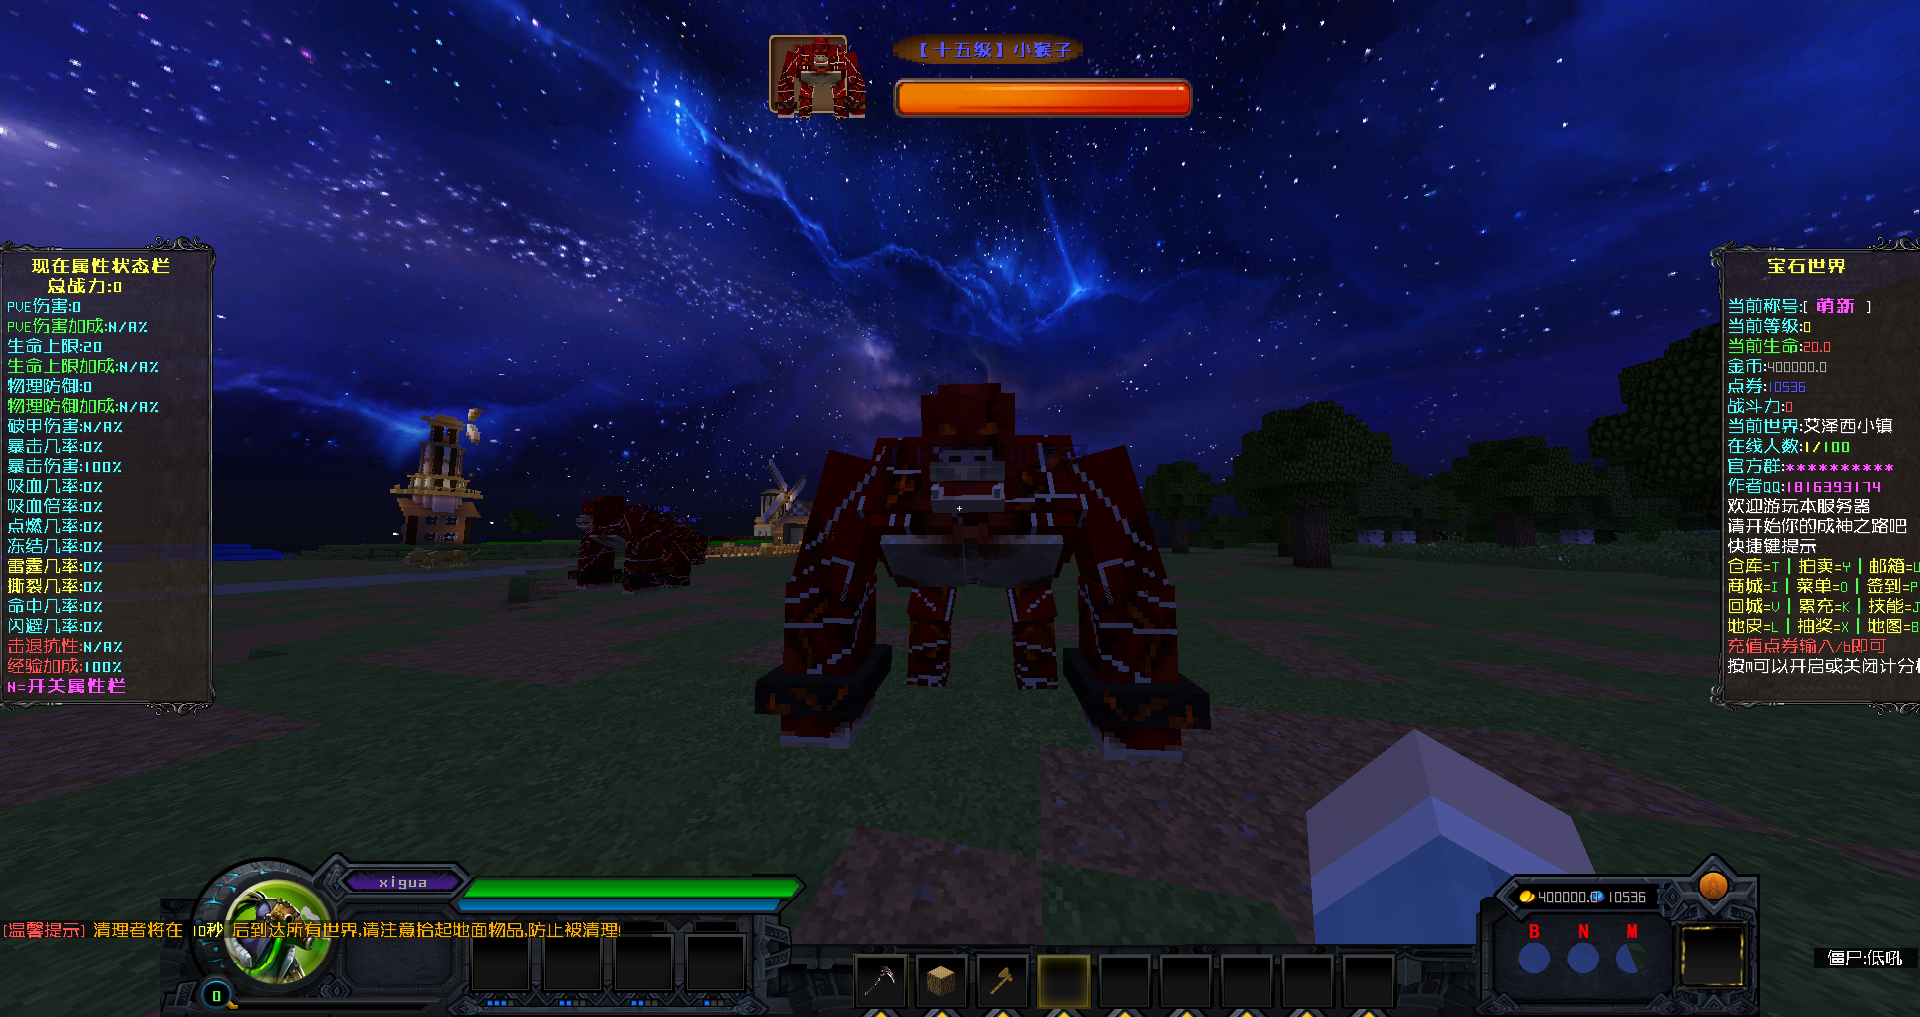 【十五级】小猴子
现在属性状态栏
总战力:0
PVE伤害:0
PVE伤害加成:N/A%
生命上限:20
生命上限加成:N/A%
物理防御:0
物理防御加成:N/A%
破甲伤害:N/A%
暴击几率:0%
暴击伤害:100%
吸血几率:0%
吸血倍率:0%
点燃几率:0%
冻结几率:0%
雷霆几率:0%
撕裂几率:0%
命中几率:0%
闪避几率:0%
击退抗性:N/A%
经验加成:100%
N=开关属性栏
宝石世界
当前称号:[ 萌新 ]
当前等级:0
当前生命:20.0
金币:400000.0
点券:10536
战斗力:0
当前世界:艾泽西小镇
在线人数:1/100
官方群:**********
作者QQ:1816393174
欢迎游玩本服务器
请开始你的成神之路吧
快捷键提示
仓库=T | 拍卖=Y | 邮箱=U
商城=I | 菜单=O | 签到=P
回城=V | 累充=K | 技能=J
地皮=L | 抽奖=X | 地图=B
充值点券输入/b即可
按m可以开启或关闭计分
xigua
[温馨提示] 清理者将在 10秒 后到达所有世界,请注意拾起地面物品,防止被清理!
0
400000.0 10536
B N M
僵尸:低吼